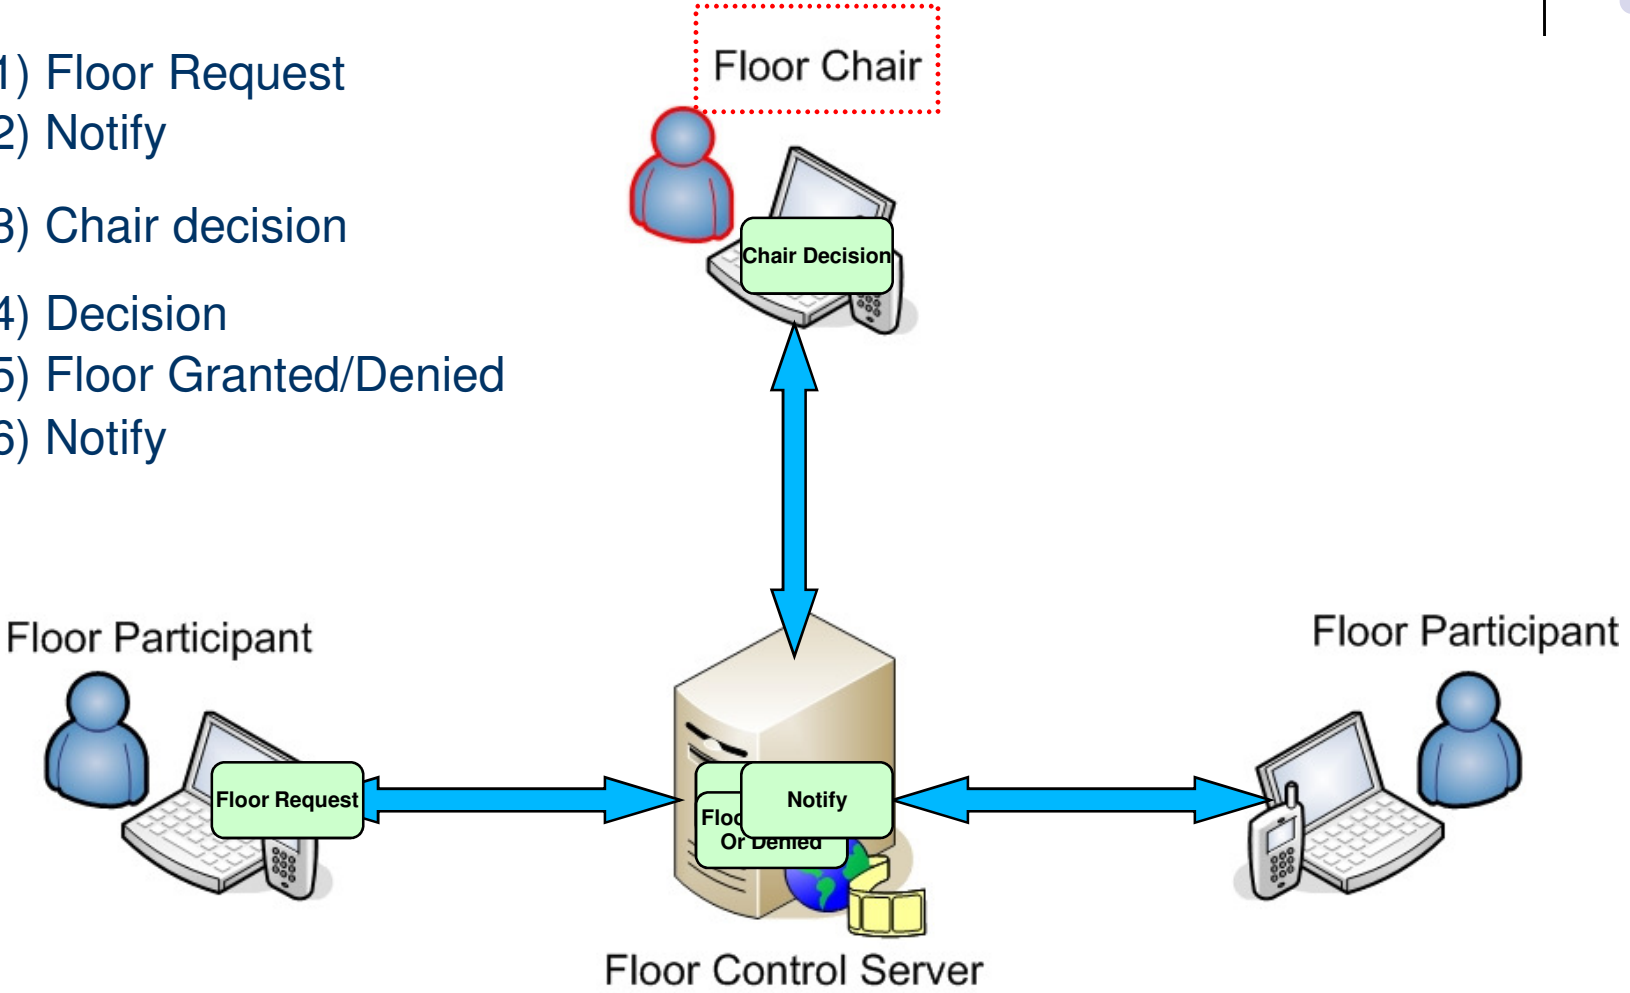 1) Floor Request
2) Notify
3) Chair decision
4) Decision
5) Floor Granted/Denied
6) Notify
Floor Chair
Chair Decision
Floor Participant
Floor Participant
Floor Request
Notify
Or Denied
Floor Control Server